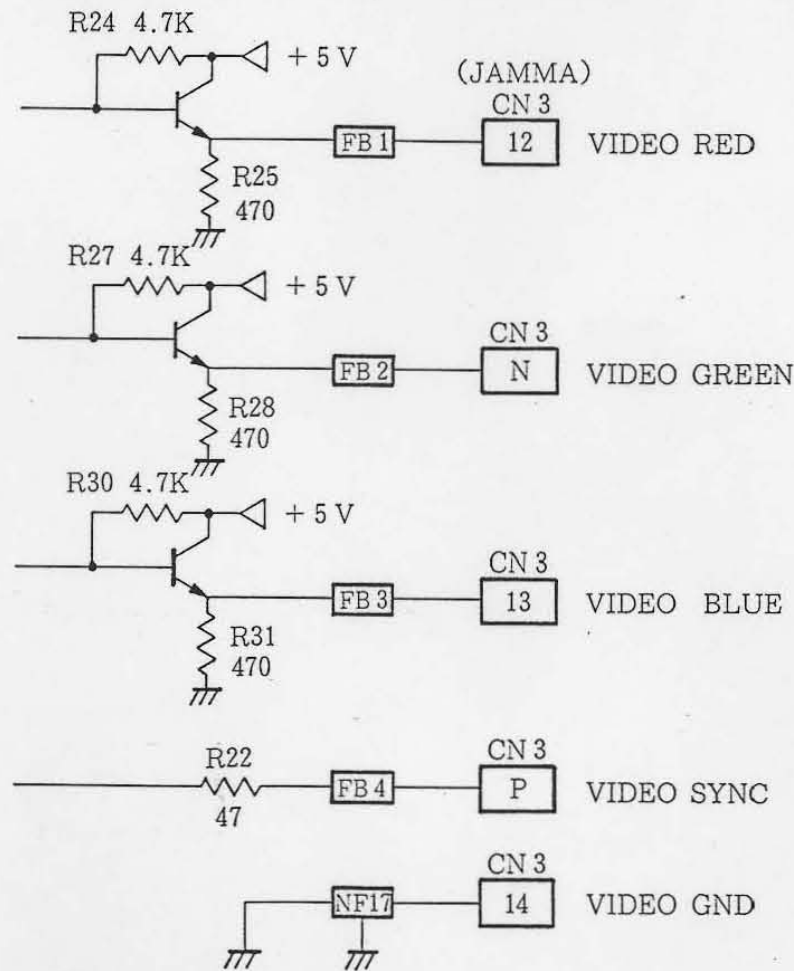 R24 4.7K
+5V
(JAMMA)
CN3
FB1
12
VIDEO RED
R25
470
R27 4.7K
+5V
CN3
FB2
N
VIDEO GREEN
R28
470
R30 4.7K
+5V
CN3
FB3
13
VIDEO BLUE
R31
470
R22
47
CN3
FB4
P
VIDEO SYNC
CN3
NF17
14
VIDEO GND